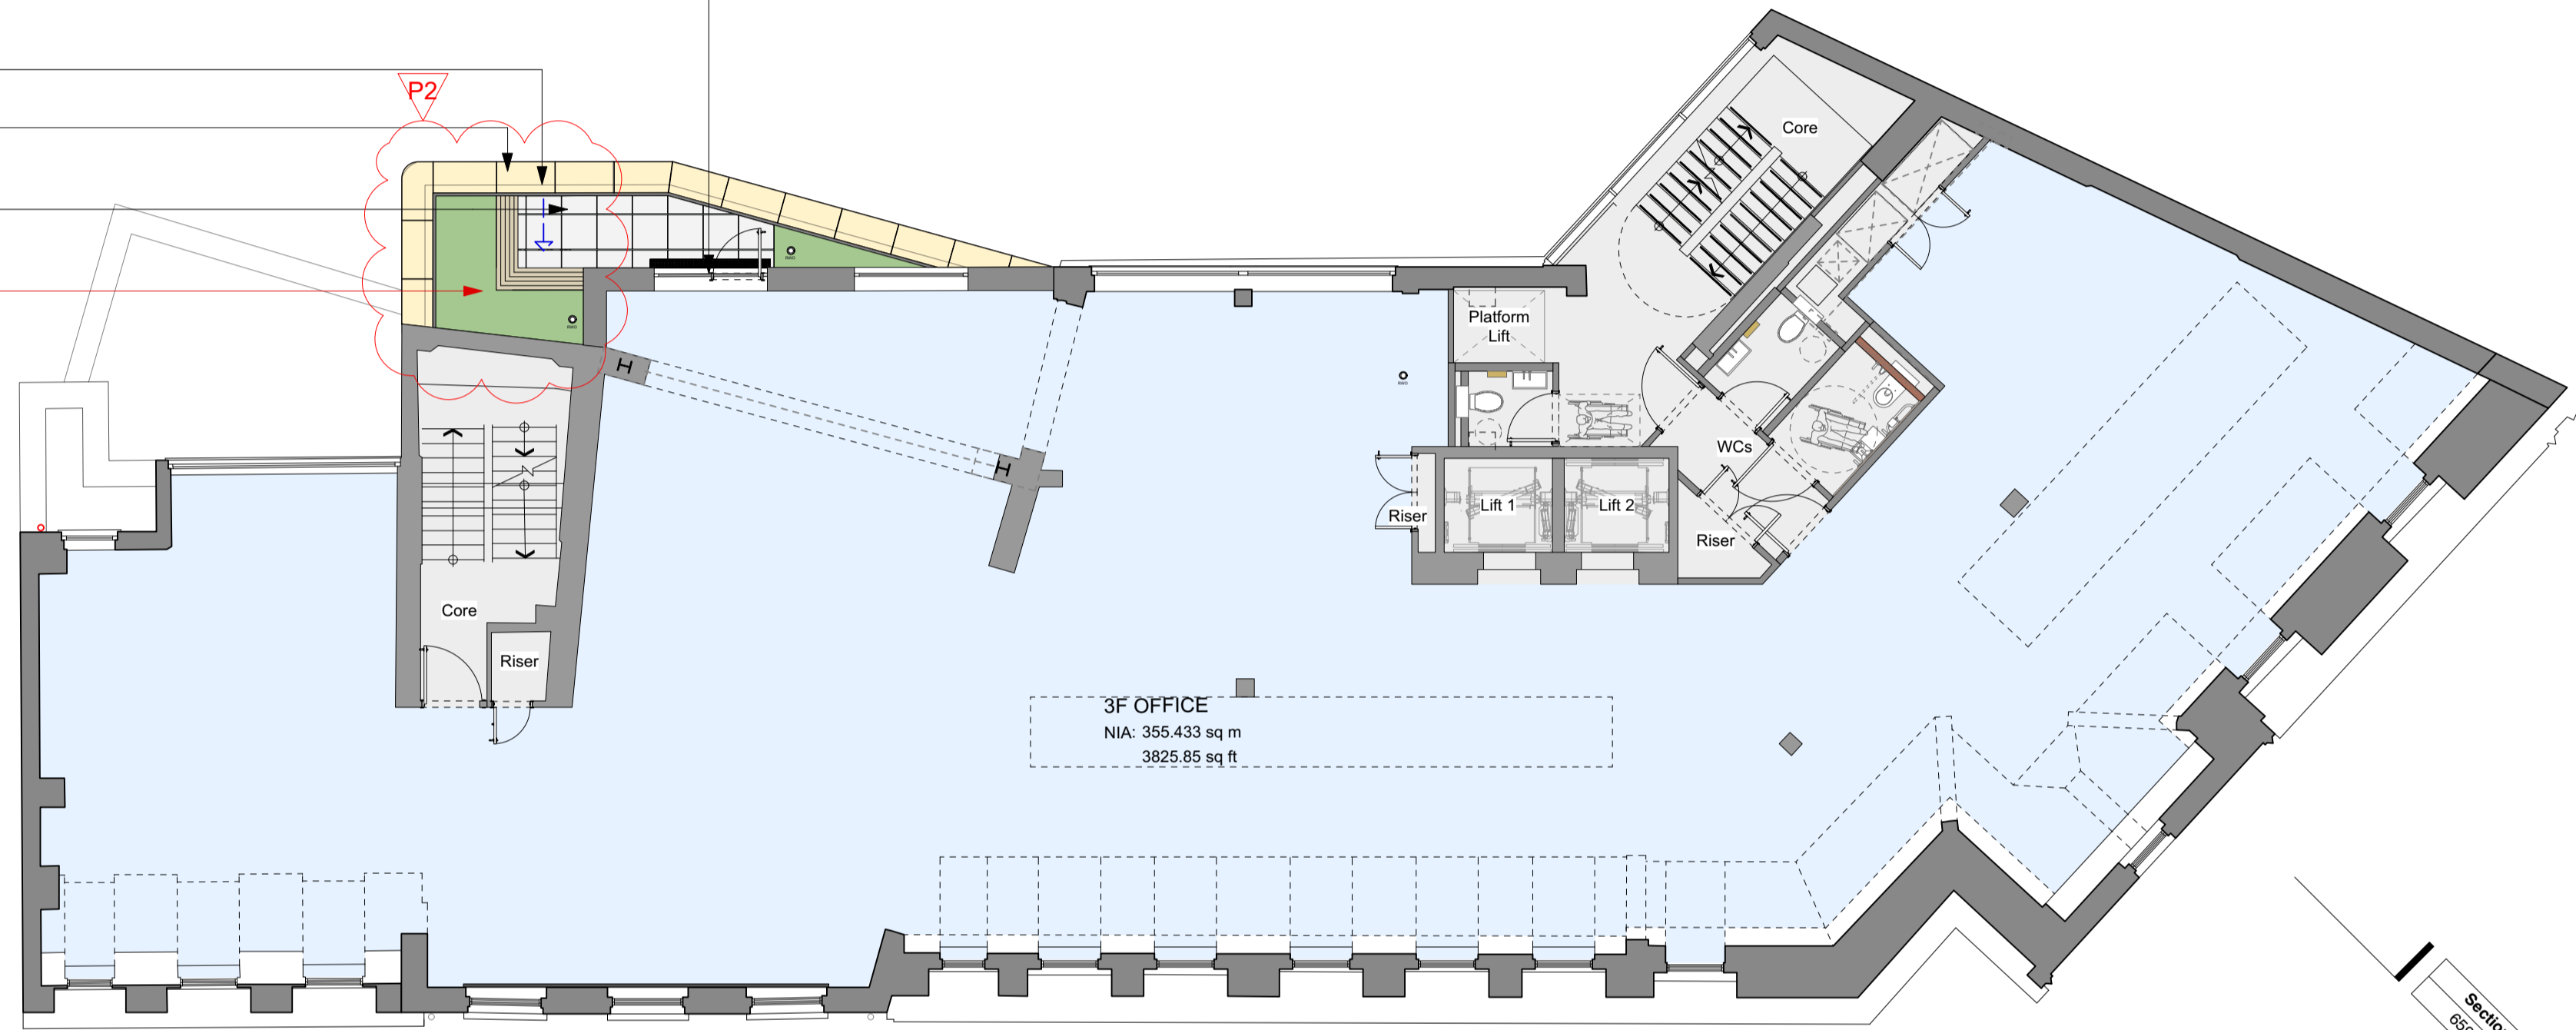 P2
Core
Platform
Lift
WCs
Lift 1
Lift 2
Riser
Riser
Core
Riser
3F OFFICE
NIA: 355.433 sq m
3825.85 sq ft
H
H